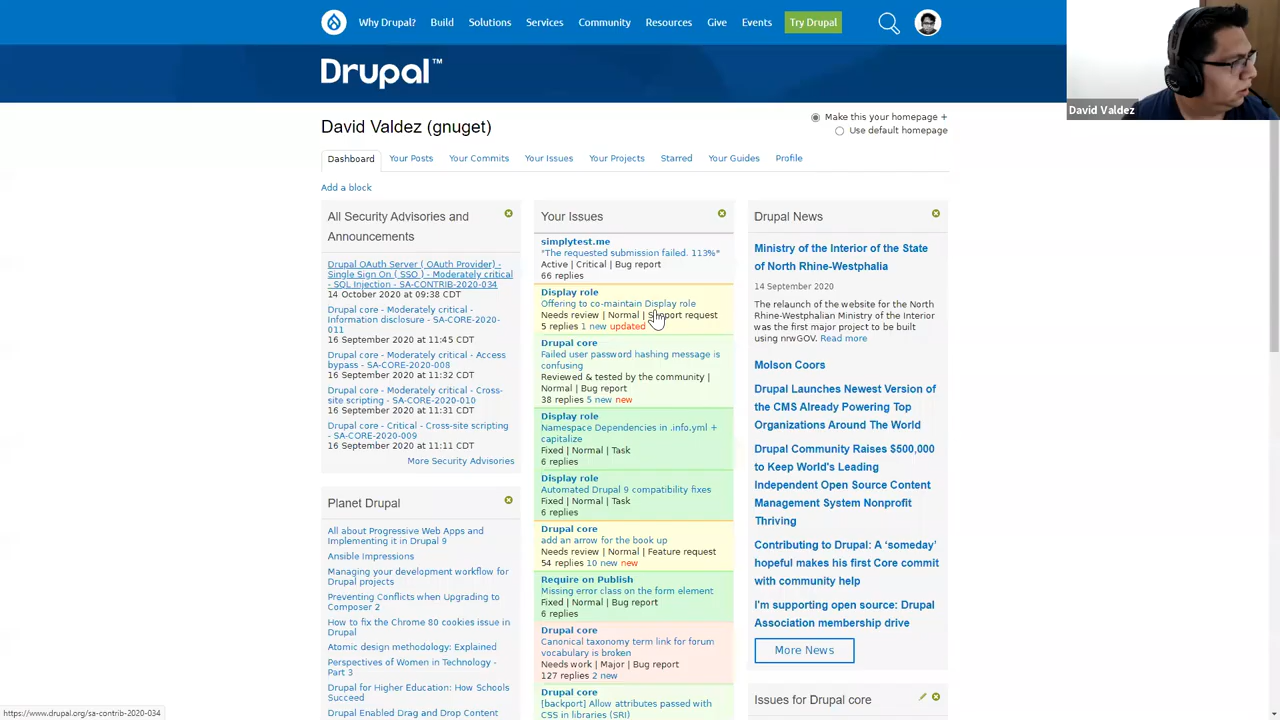 Why Drupal?
Build
Solutions
Services
Community
Resources
Give
Events
Try Drupal
Drupal™
David Valdez
David Valdez (gnuget)
Make this your homepage +
Use default homepage
Dashboard
Your Posts
Your Commits
Your Issues
Your Projects
Starred
Your Guides
Profile
Add a block
All Security Advisories and
Announcements
Drupal OAuth Server ( OAuth Provider) -
Single Sign On ( SSO ) - Moderately critical
- SQL Injection - SA-CONTRIB-2020-034
14 October 2020 at 09:38 CDT
Drupal core - Moderately critical -
Information disclosure - SA-CORE-2020-
011
16 September 2020 at 11:45 CDT
Drupal core - Moderately critical - Access
bypass - SA-CORE-2020-008
16 September 2020 at 11:32 CDT
Drupal core - Moderately critical - Cross-
site scripting - SA-CORE-2020-010
16 September 2020 at 11:31 CDT
Drupal core - Critical - Cross-site scripting
- SA-CORE-2020-009
16 September 2020 at 11:11 CDT
More Security Advisories
Planet Drupal
All about Progressive Web Apps and
Implementing it in Drupal 9
Ansible Impressions
Managing your development workflow for
Drupal projects
Preventing Conflicts when Upgrading to
Composer 2
How to fix the Chrome 80 cookies issue in
Drupal
Atomic design methodology: Explained
Perspectives of Women in Technology -
Part 3
Drupal for Higher Education: How Schools
Succeed
Drupal Enabled Drag and Drop Content
Your Issues
simplytest.me
"The requested submission failed. 113%"
Active | Critical | Bug report
66 replies
Display role
Offering to co-maintain Display role
Needs review | Normal | Support request
5 replies 1 new updated
Drupal core
Failed user password hashing message is
confusing
Reviewed & tested by the community |
Normal | Bug report
38 replies 5 new new
Display role
Namespace Dependencies in .info.yml +
capitalize
Fixed | Normal | Task
6 replies
Display role
Automated Drupal 9 compatibility fixes
Fixed | Normal | Task
6 replies
Drupal core
add an arrow for the book up
Needs review | Normal | Feature request
54 replies 10 new new
Require on Publish
Missing error class on the form element
Fixed | Normal | Bug report
6 replies
Drupal core
Canonical taxonomy term link for forum
vocabulary is broken
Needs work | Major | Bug report
127 replies 2 new
Drupal core
[backport] Allow attributes passed with
CSS in libraries (SRI)
Drupal News
Ministry of the Interior of the State
of North Rhine-Westphalia
14 September 2020
The relaunch of the website for the North
Rhine-Westphalian Ministry of the Interior
was the first major project to be built
using nrwGOV. Read more
Molson Coors
Drupal Launches Newest Version of
the CMS Already Powering Top
Organizations Around The World
Drupal Community Raises $500,000
to Keep World's Leading
Independent Open Source Content
Management System Nonprofit
Thriving
Contributing to Drupal: A ‘someday’
hopeful makes his first Core commit
with community help
I'm supporting open source: Drupal
Association membership drive
More News
Issues for Drupal core
https://www.drupal.org/sa-contrib-2020-034